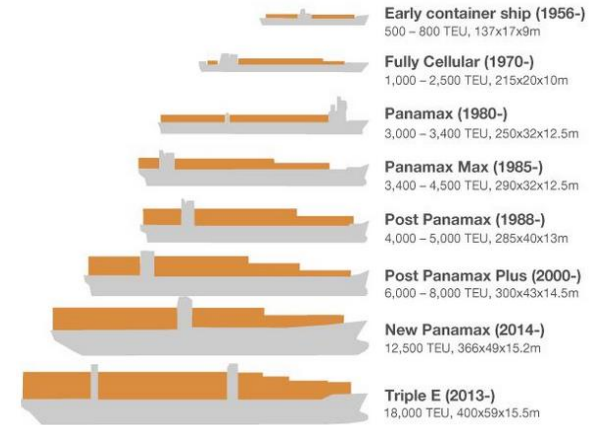 Early container ship (1956-)
500 – 800 TEU, 137x17x9m
Fully Cellular (1970-)
1,000 – 2,500 TEU, 215x20x10m
Panamax (1980-)
3,000 – 3,400 TEU, 250x32x12.5m
Panamax Max (1985-)
3,400 – 4,500 TEU, 290x32x12.5m
Post Panamax (1988-)
4,000 – 5,000 TEU, 285x40x13m
Post Panamax Plus (2000-)
6,000 – 8,000 TEU, 300x43x14.5m
New Panamax (2014-)
12,500 TEU, 366x49x15.2m
Triple E (2013-)
18,000 TEU, 400x59x15.5m